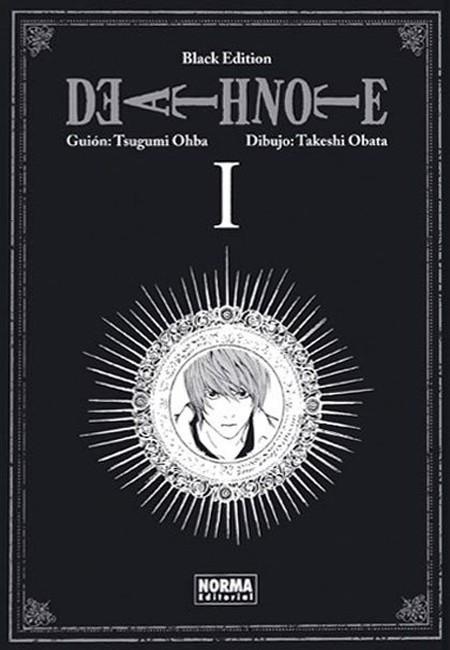 Black Edition
DEATHNOTE
Guión: Tsugumi Ohba Dibujo: Takeshi Obata
I
NORMA
Editorial